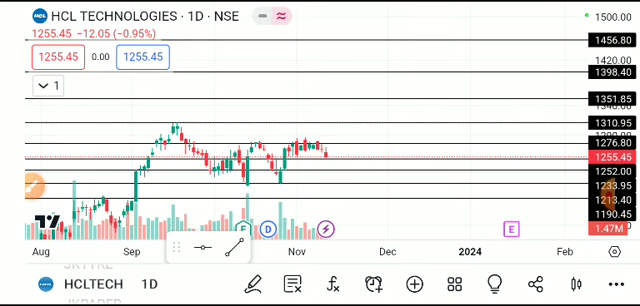 HCL HCL TECHNOLOGIES · 1D · NSE
1255.45 −12.05 (−0.95%)
1255.45 0.00 1255.45
1
1500.00
1456.80
1420.00
1398.40
1351.85
1310.95
1276.80
1255.45
1252.00
1233.95
1213.40
1190.45
1.47M
E D E
Aug Sep Nov Dec 2024 Feb
HCLTECH 1D